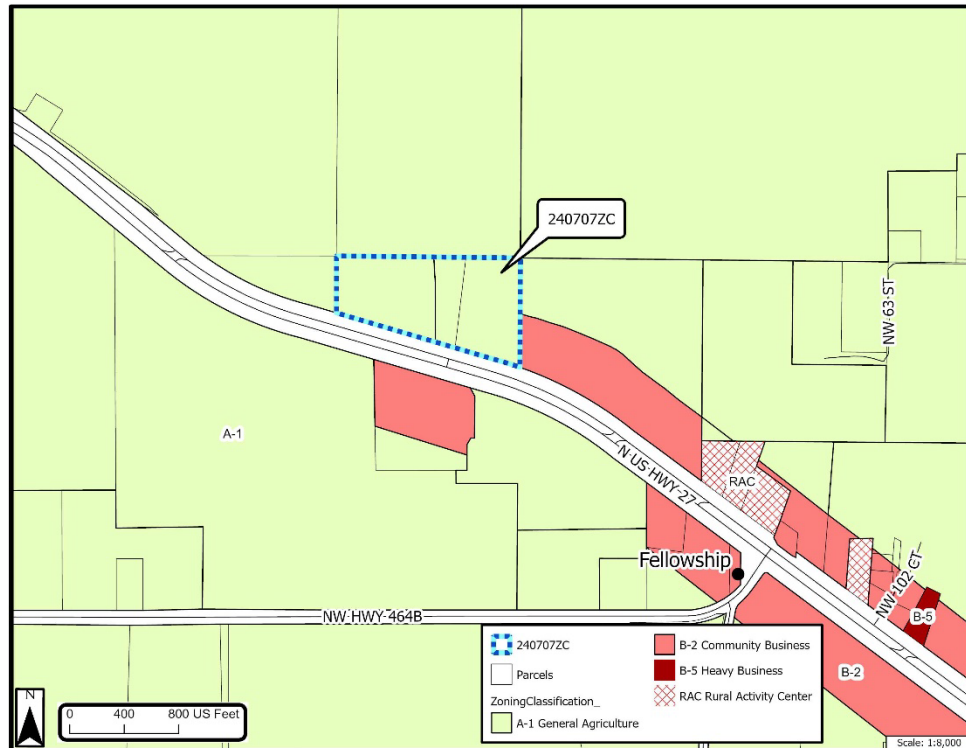 240707ZC
NW 63 ST
A-1
N US HWY 27
RAC
Fellowship
NW 102 CT
B-5
NW HWY 464B
B-2
N
0 400 800 US Feet
240707ZC
Parcels
ZoningClassification_
A-1 General Agriculture
B-2 Community Business
B-5 Heavy Business
RAC Rural Activity Center
Scale: 1:8,000